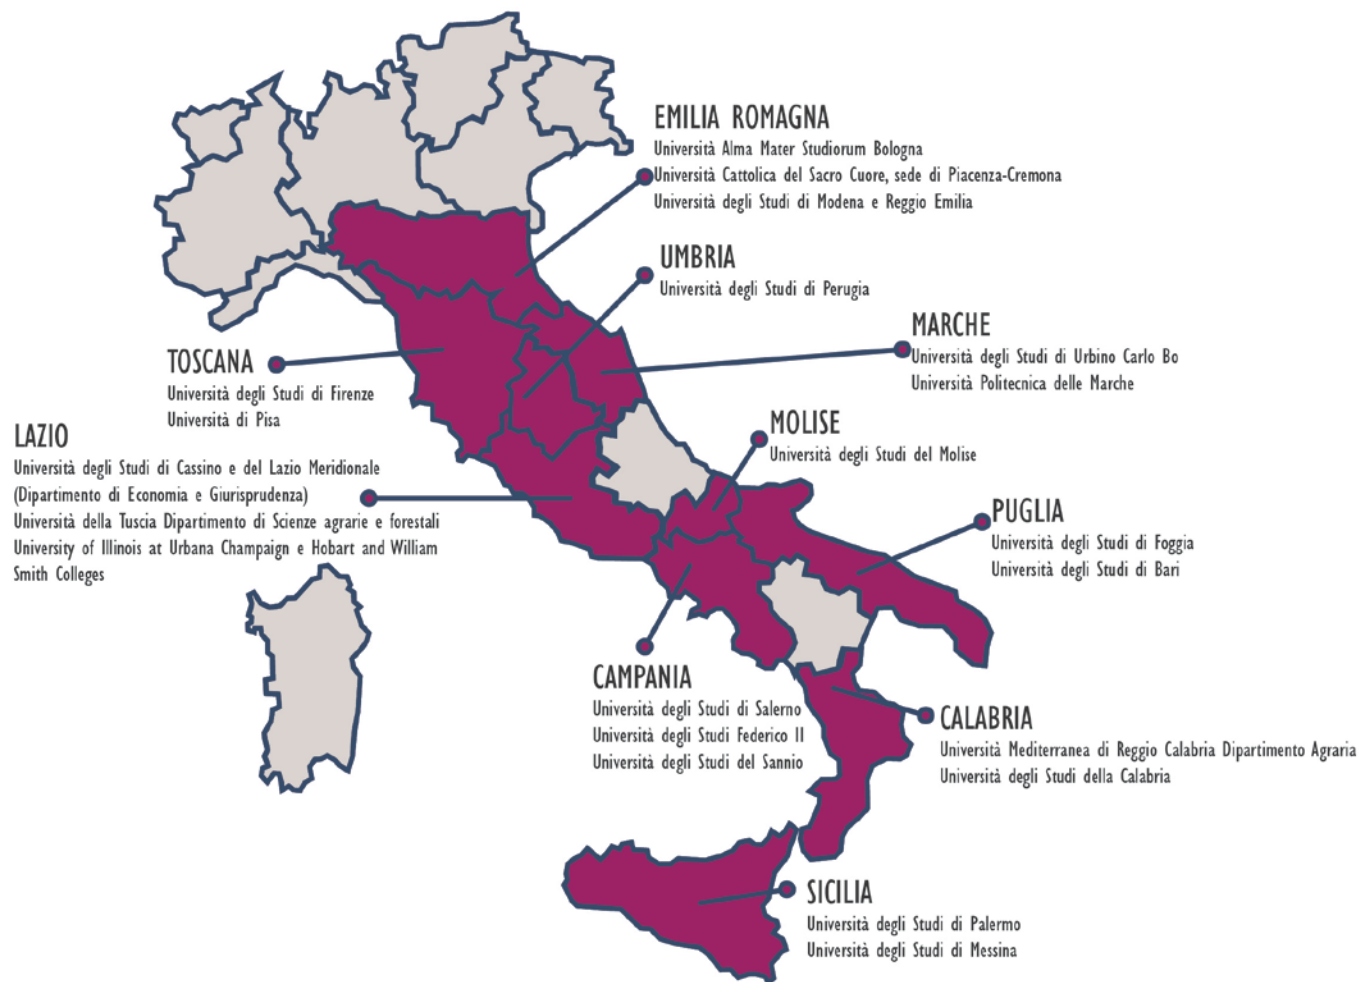 EMILIA ROMAGNA
Università Alma Mater Studiorum Bologna
Università Cattolica del Sacro Cuore, sede di Piacenza-Cremona
Università degli Studi di Modena e Reggio Emilia
UMBRIA
Università degli Studi di Perugia
MARCHE
Università degli Studi di Urbino Carlo Bo
Università Politecnica delle Marche
TOSCANA
Università degli Studi di Firenze
Università di Pisa
MOLISE
Università degli Studi del Molise
LAZIO
Università degli Studi di Cassino e del Lazio Meridionale
(Dipartimento di Economia e Giurisprudenza)
Università della Tuscia Dipartimento di Scienze agrarie e forestali
University of Illinois at Urbana Champaign e Hobart and William
Smith Colleges
PUGLIA
Università degli Studi di Foggia
Università degli Studi di Bari
CAMPANIA
Università degli Studi di Salerno
Università degli Studi Federico II
Università degli Studi del Sannio
CALABRIA
Università Mediterranea di Reggio Calabria Dipartimento Agraria
Università degli Studi della Calabria
SICILIA
Università degli Studi di Palermo
Università degli Studi di Messina